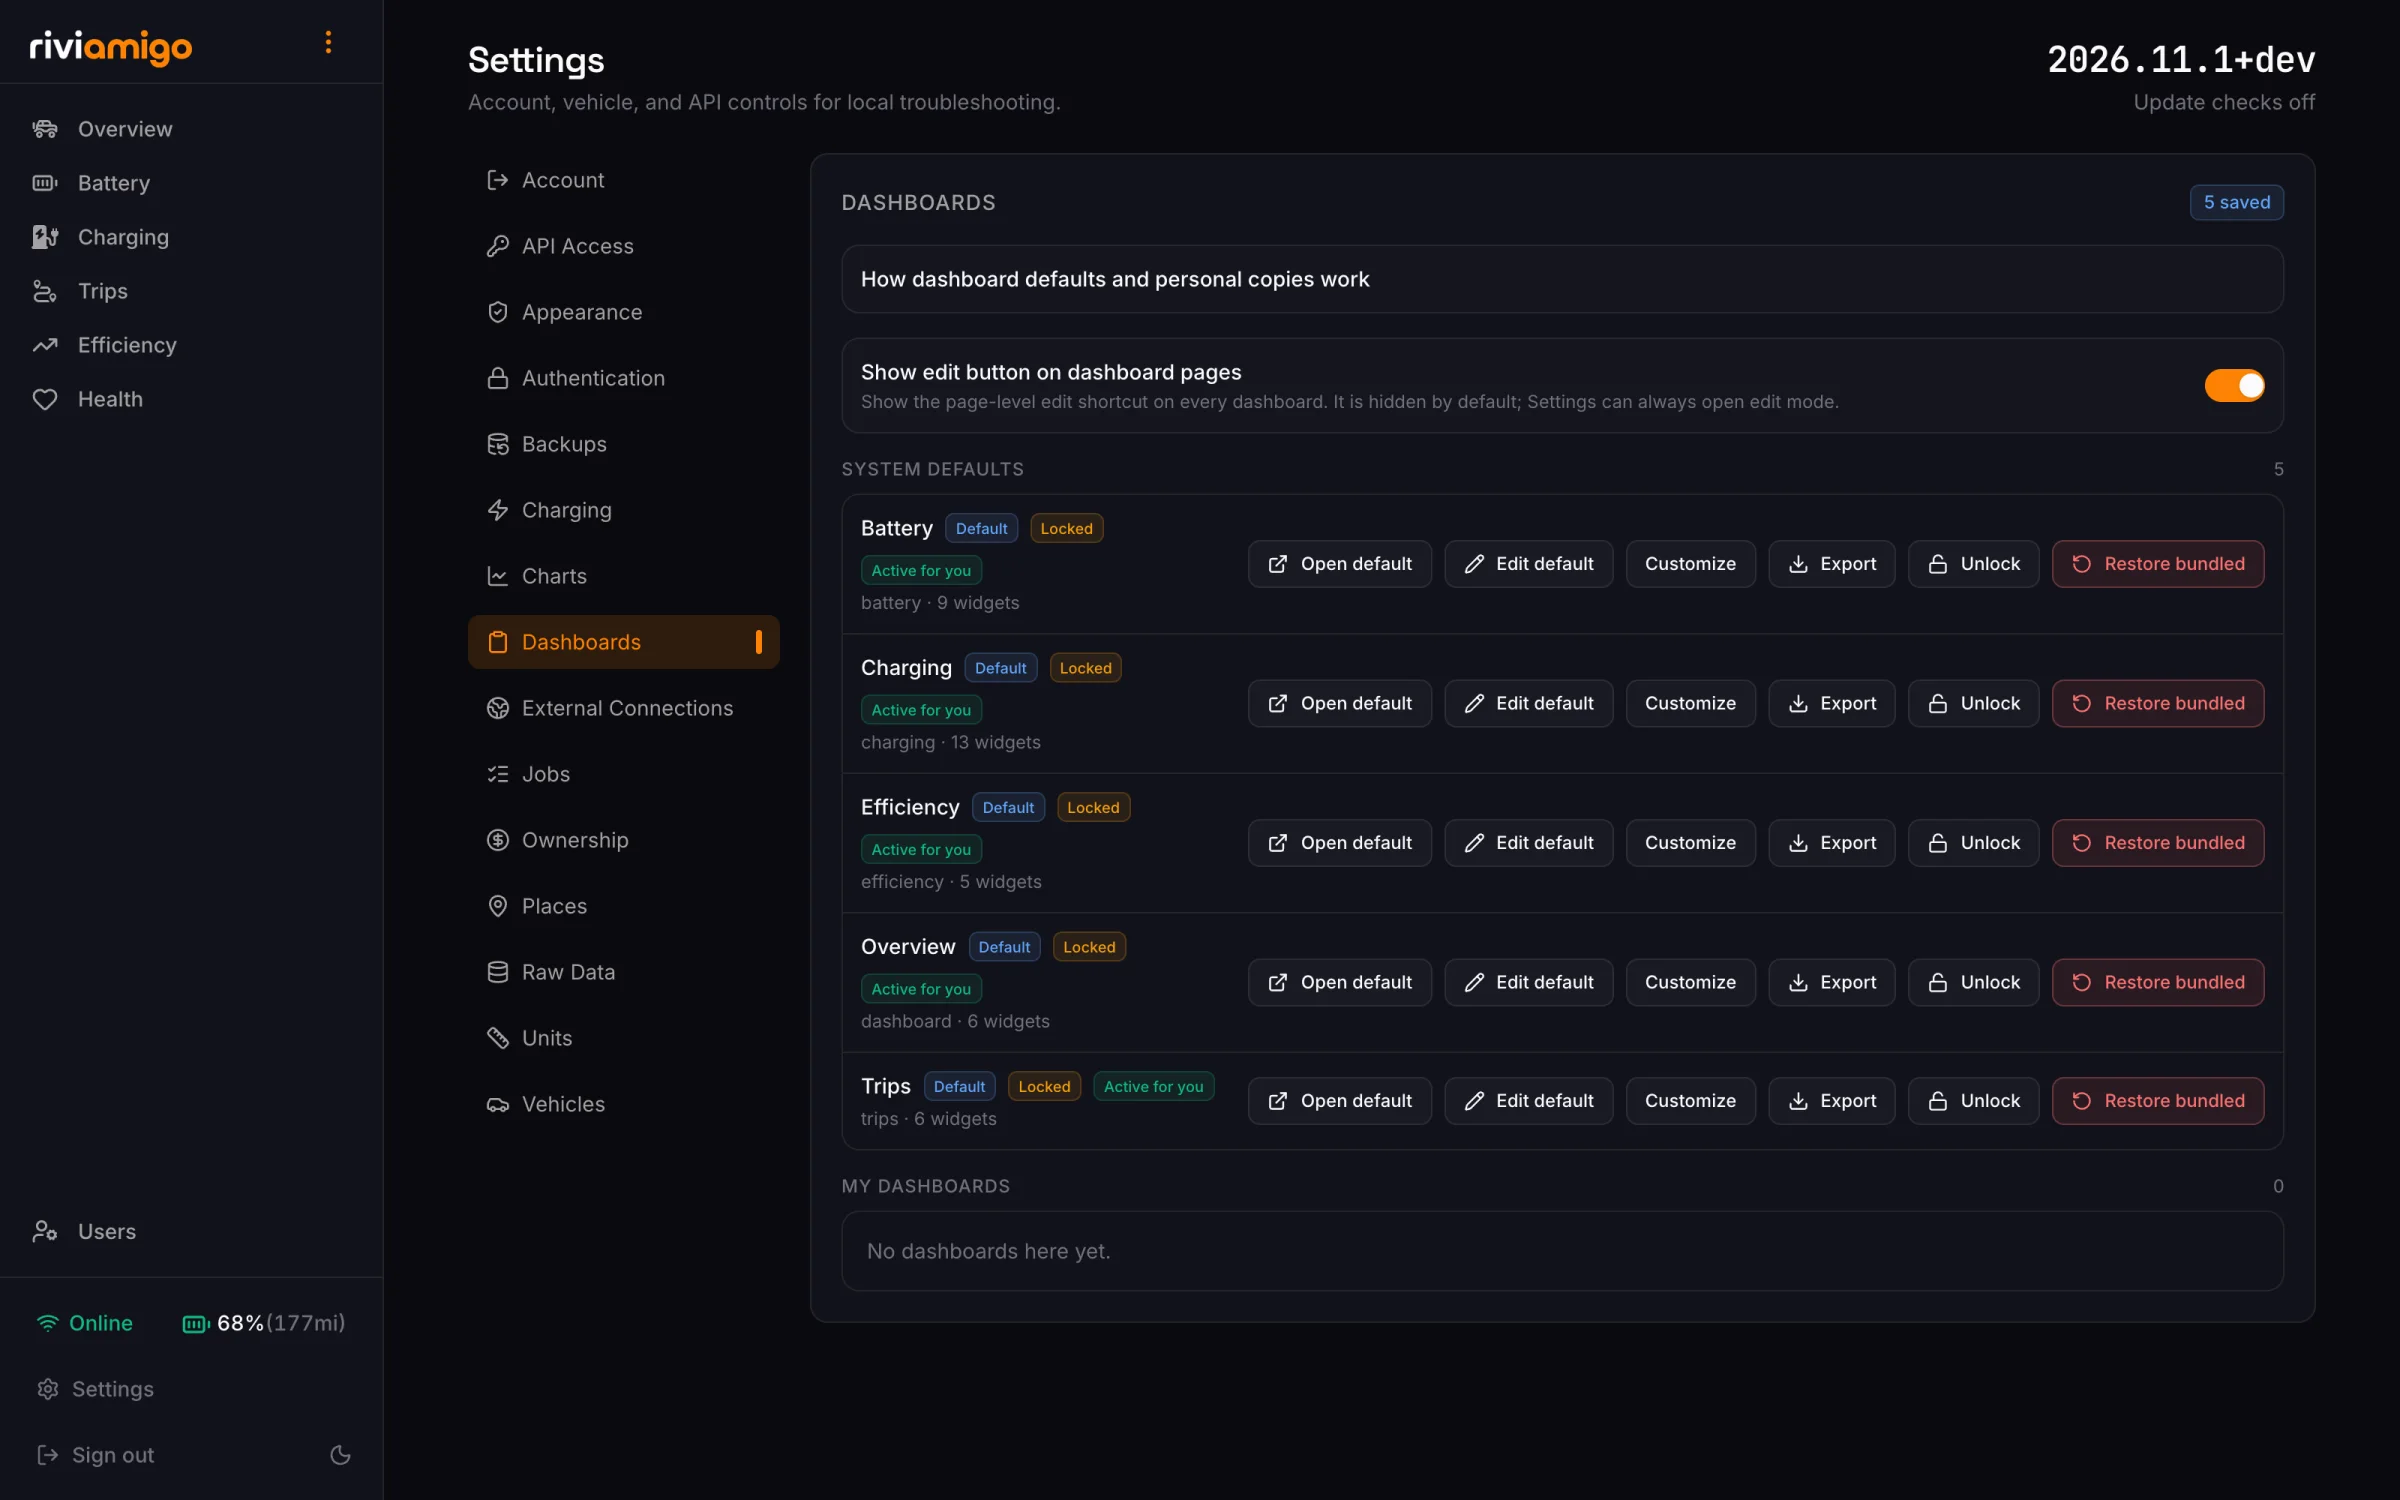 riviamigo
Overview
Battery
Charging
Trips
Efficiency
Health
Users
Online 68%(177mi)
Settings
Sign out
Settings
Account, vehicle, and API controls for local troubleshooting.
2026.11.1+dev
Update checks off
Account
API Access
Appearance
Authentication
Backups
Charging
Charts
Dashboards
External Connections
Jobs
Ownership
Places
Raw Data
Units
Vehicles
DASHBOARDS 5 saved
How dashboard defaults and personal copies work
Show edit button on dashboard pages
Show the page-level edit shortcut on every dashboard. It is hidden by default; Settings can always open edit mode.
SYSTEM DEFAULTS 5
Battery Default Locked
Active for you
battery · 9 widgets
Open default Edit default Customize Export Unlock Restore bundled
Charging Default Locked
Active for you
charging · 13 widgets
Open default Edit default Customize Export Unlock Restore bundled
Efficiency Default Locked
Active for you
efficiency · 5 widgets
Open default Edit default Customize Export Unlock Restore bundled
Overview Default Locked
Active for you
dashboard · 6 widgets
Open default Edit default Customize Export Unlock Restore bundled
Trips Default Locked Active for you
trips · 6 widgets
Open default Edit default Customize Export Unlock Restore bundled
MY DASHBOARDS 0
No dashboards here yet.